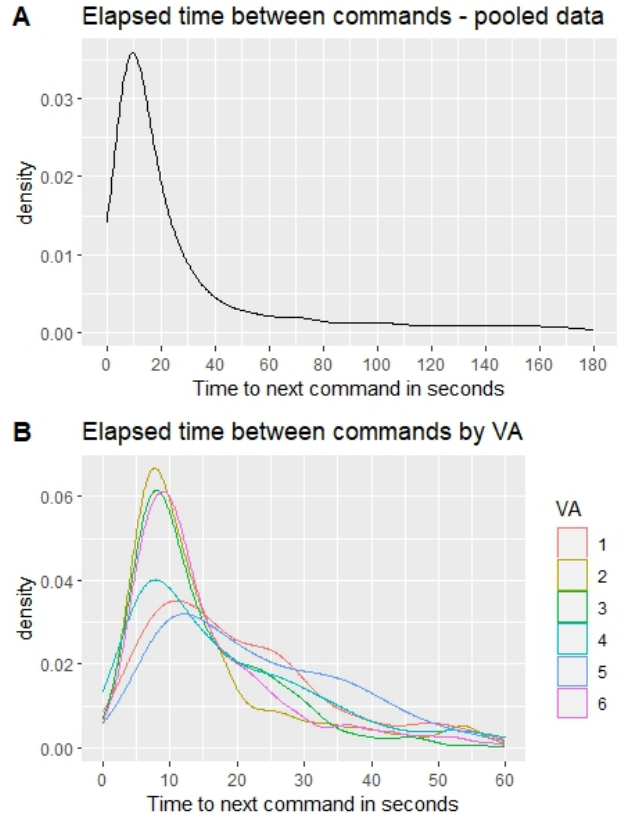 A Elapsed time between commands - pooled data
density
0.03
0.02
0.01
0.00
0 20 40 60 80 100 120 140 160 180
Time to next command in seconds
B Elapsed time between commands by VA
density
0.06
0.04
0.02
0.00
0 10 20 30 40 50 60
Time to next command in seconds
VA
1
2
3
4
5
6